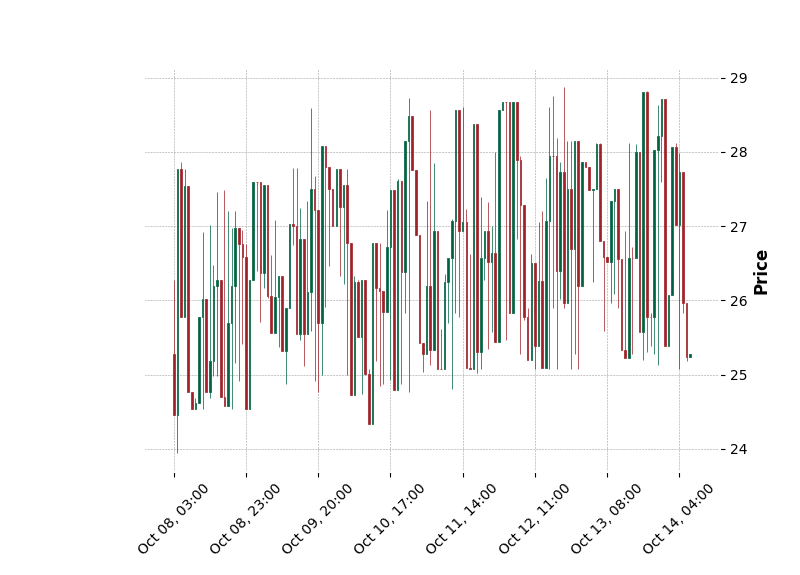 29
28
27
26
25
24
Price
Oct 08, 03:00
Oct 08, 23:00
Oct 09, 20:00
Oct 10, 17:00
Oct 11, 14:00
Oct 12, 11:00
Oct 13, 08:00
Oct 14, 04:00